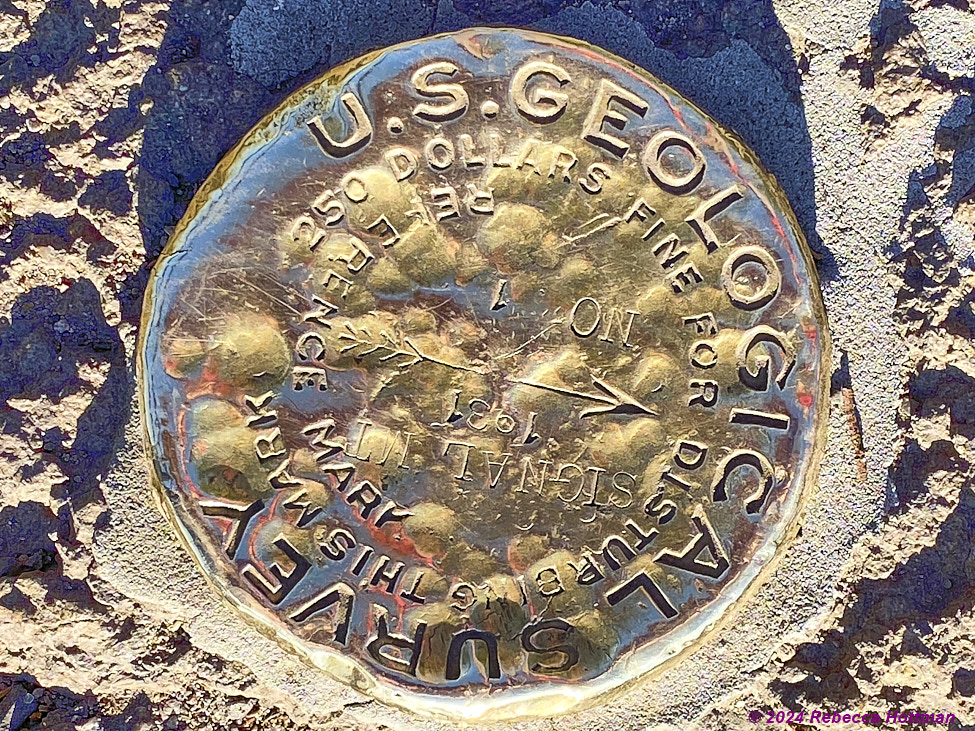 U.S. GEOLOGICAL SURVEY
250 DOLLARS FINE FOR DISTURBING THIS MARK
REFERENCE MARK
NO
1
SIGNAL MT
1931
© 2024 Rebecca Hoffman